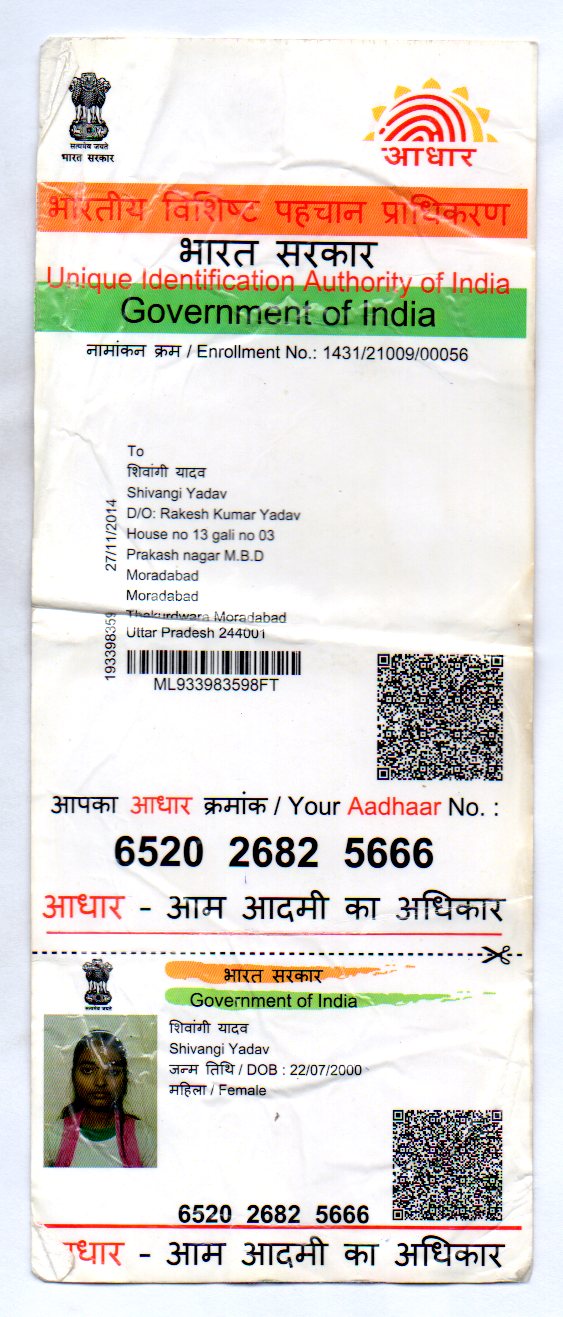 सत्यमेव जयते
भारत सरकार
आधार
भारतीय विशिष्ट पहचान प्राधिकरण
भारत सरकार
Unique Identification Authority of India
Government of India
नामांकन क्रम / Enrollment No.: 1431/21009/00056
To
शिवांगी यादव
Shivangi Yadav
D/O: Rakesh Kumar Yadav
House no 13 gali no 03
Prakash nagar M.B.D
Moradabad
Moradabad
Thakurdwara Moradabad
Uttar Pradesh 244001
27/11/2014
193398359
ML933983598FT
आपका आधार क्रमांक / Your Aadhaar No. :
6520 2682 5666
आधार - आम आदमी का अधिकार
सत्यमेव जयते
भारत सरकार
Government of India
शिवांगी यादव
Shivangi Yadav
जन्म तिथि / DOB : 22/07/2000
महिला / Female
6520 2682 5666
धार - आम आदमी का अधिकार